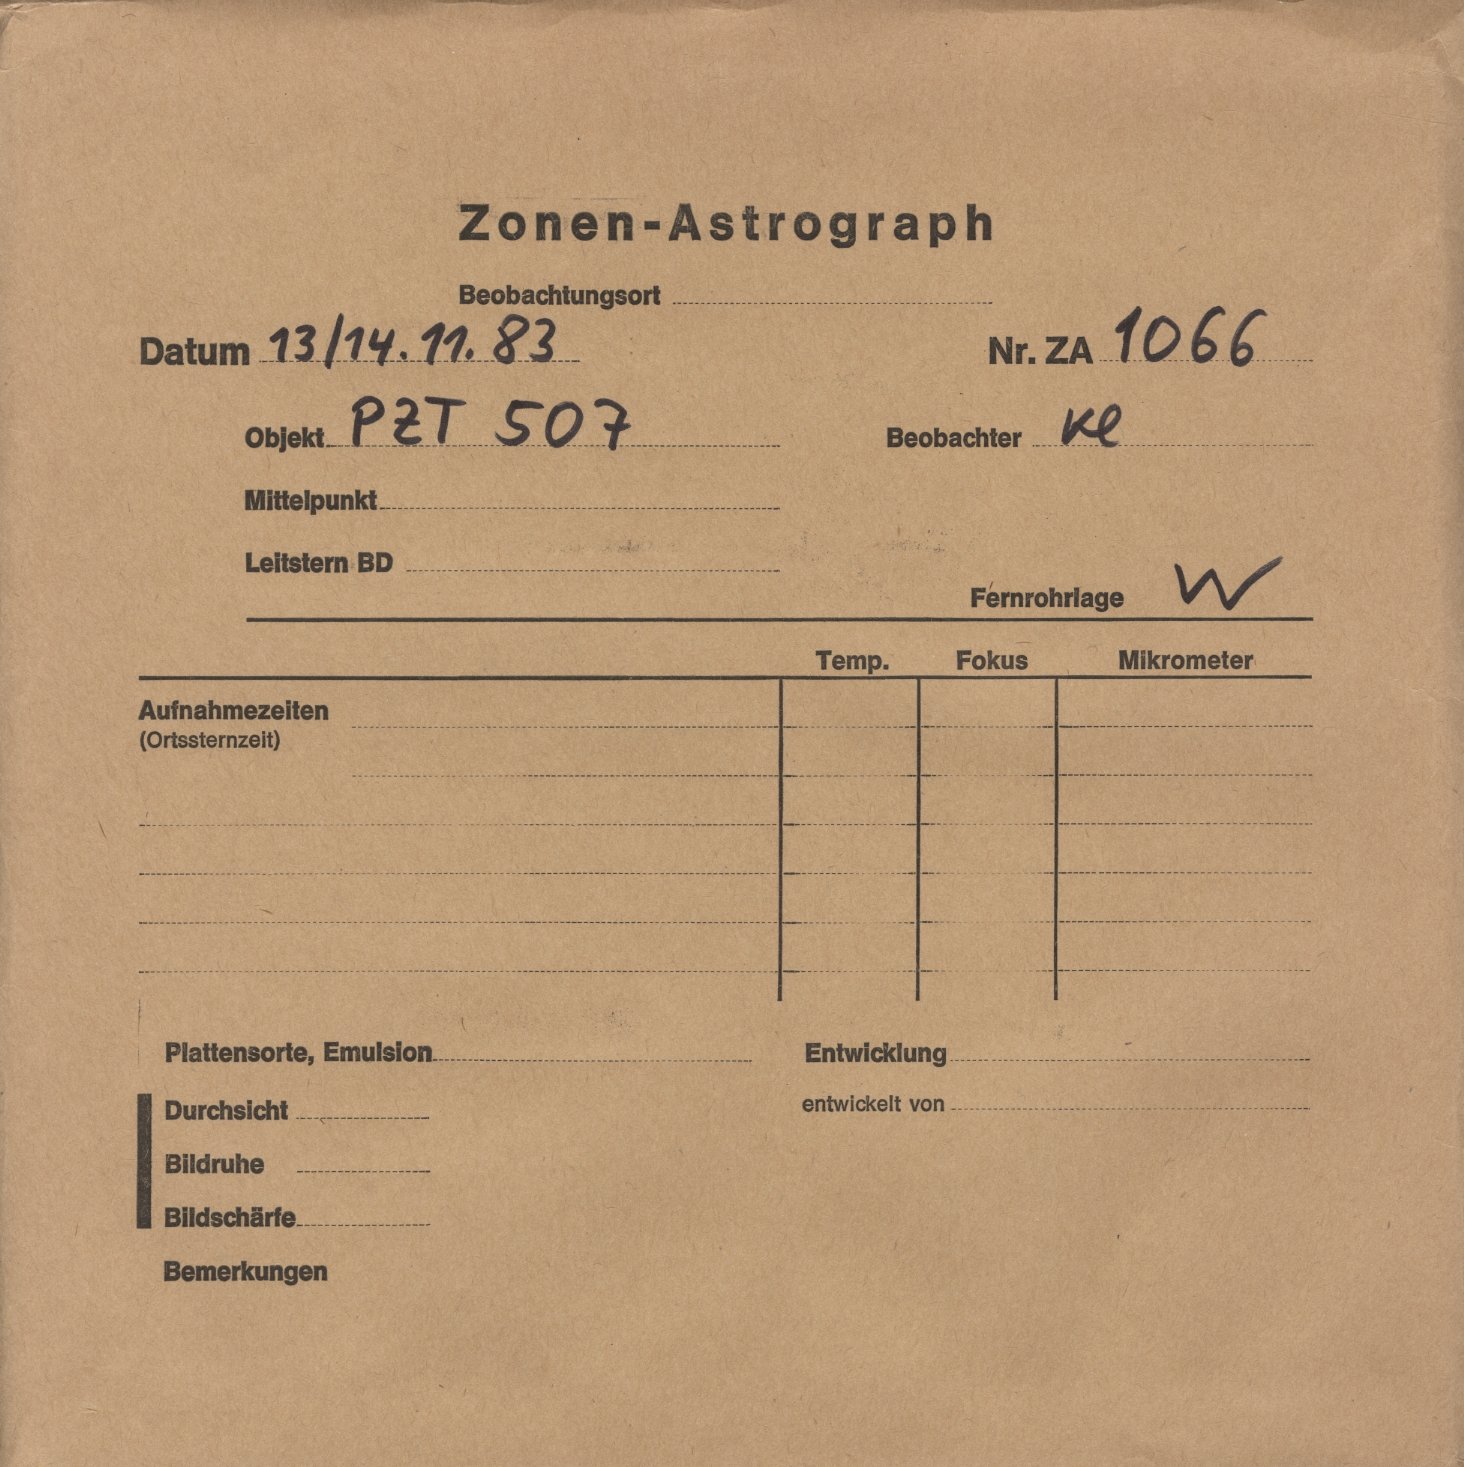 Zonen-Astrograph
Beobachtungsort
Datum 13/14.11.83 Nr. ZA 1066
Objekt PZT 507 Beobachter Kl
Mittelpunkt
Leitstern BD
Fernrohrlage W
Temp. Fokus Mikrometer
Aufnahmezeiten
(Ortssternzeit)
Plattensorte, Emulsion Entwicklung
Durchsicht entwickelt von
Bildruhe
Bildschärfe
Bemerkungen